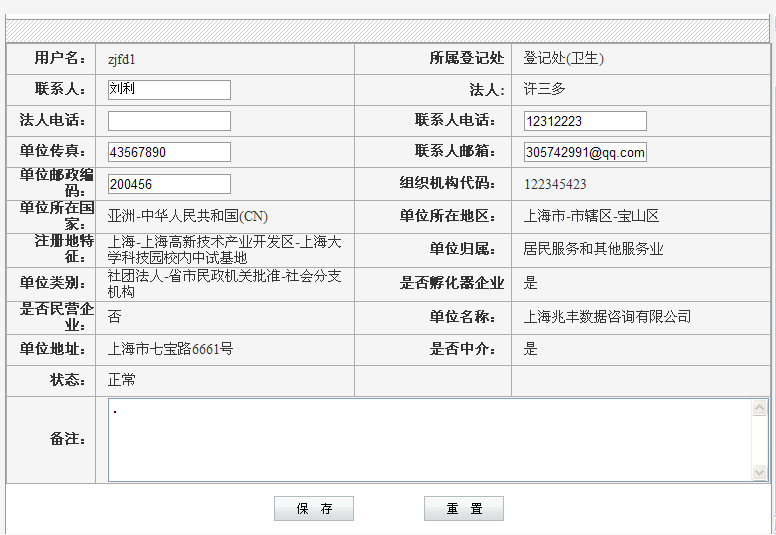 用户名: zjfd1 所属登记处 登记处(卫生)
联系人: 刘利 法人: 许三多
法人电话: 联系人电话: 12312223
单位传真: 43567890 联系人邮箱: 305742991@qq.com
单位邮政编
码: 200456 组织机构代码: 122345423
单位所在国
家: 亚洲-中华人民共和国(CN) 单位所在地区: 上海市-市辖区-宝山区
注册地特
征: 上海-上海高新技术产业开发区-上海大
学科技园校内中试基地 单位归属: 居民服务和其他服务业
单位类别: 社团法人-省市民政机关批准-社会分支
机构 是否孵化器企业 是
是否民营企
业: 否 单位名称: 上海兆丰数据咨询有限公司
单位地址: 上海市七宝路6661号 是否中介: 是
状态: 正常
备注: .
保 存 重 置